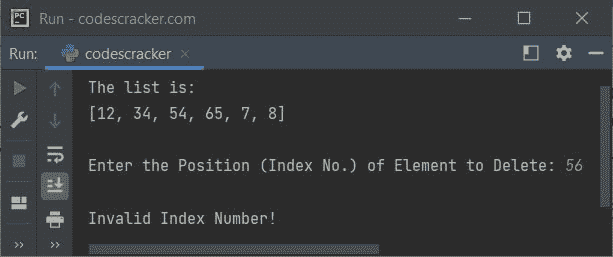 Run - codescracker.com
Run: codescracker
The list is:
[12, 34, 54, 65, 7, 8]
Enter the Position (Index No.) of Element to Delete: 56
Invalid Index Number!